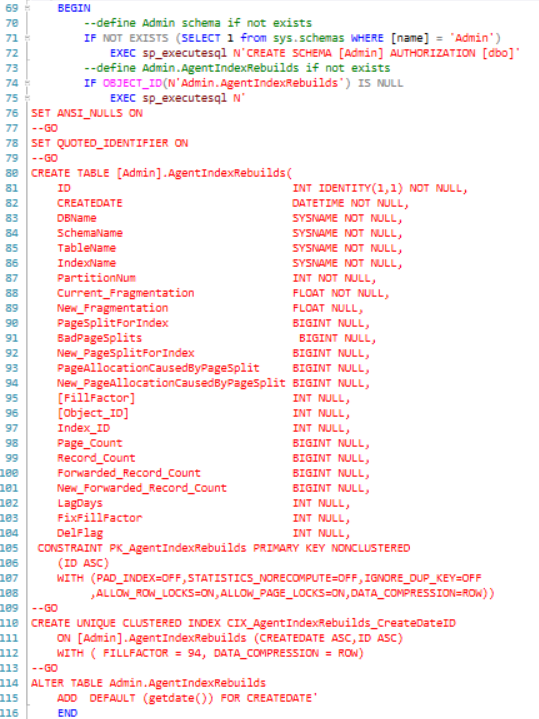 69 BEGIN
70 --define Admin schema if not exists
71 IF NOT EXISTS (SELECT 1 from sys.schemas WHERE [name] = 'Admin')
72 EXEC sp_executesql N'CREATE SCHEMA [Admin] AUTHORIZATION [dbo]'
73 --define Admin.AgentIndexRebuilds if not exists
74 IF OBJECT_ID(N'Admin.AgentIndexRebuilds') IS NULL
75 EXEC sp_executesql N'
76 SET ANSI_NULLS ON
77 --GO
78 SET QUOTED_IDENTIFIER ON
79 --GO
80 CREATE TABLE [Admin].AgentIndexRebuilds(
81 ID INT IDENTITY(1,1) NOT NULL,
82 CREATEDATE DATETIME NOT NULL,
83 DBName SYSNAME NOT NULL,
84 SchemaName SYSNAME NOT NULL,
85 TableName SYSNAME NOT NULL,
86 IndexName SYSNAME NOT NULL,
87 PartitionNum INT NOT NULL,
88 Current_Fragmentation FLOAT NOT NULL,
89 New_Fragmentation FLOAT NULL,
90 PageSplitForIndex BIGINT NULL,
91 BadPageSplits BIGINT NULL,
92 New_PageSplitForIndex BIGINT NULL,
93 PageAllocationCausedByPageSplit BIGINT NULL,
94 New_PageAllocationCausedByPageSplit BIGINT NULL,
95 [FillFactor] INT NULL,
96 [Object_ID] INT NULL,
97 Index_ID INT NULL,
98 Page_Count BIGINT NULL,
99 Record_Count BIGINT NULL,
100 Forwarded_Record_Count BIGINT NULL,
101 New_Forwarded_Record_Count BIGINT NULL,
102 LagDays INT NULL,
103 FixFillFactor INT NULL,
104 DelFlag INT NULL,
105 CONSTRAINT PK_AgentIndexRebuilds PRIMARY KEY NONCLUSTERED
106 (ID ASC)
107 WITH (PAD_INDEX=OFF,STATISTICS_NORECOMPUTE=OFF,IGNORE_DUP_KEY=OFF
108 ,ALLOW_ROW_LOCKS=ON,ALLOW_PAGE_LOCKS=ON,DATA_COMPRESSION=ROW))
109 --GO
110 CREATE UNIQUE CLUSTERED INDEX CIX_AgentIndexRebuilds_CreateDateID
111 ON [Admin].AgentIndexRebuilds (CREATEDATE ASC,ID ASC)
112 WITH ( FILLFACTOR = 94, DATA_COMPRESSION = ROW)
113 --GO
114 ALTER TABLE Admin.AgentIndexRebuilds
115 ADD DEFAULT (getdate()) FOR CREATEDATE'
116 END